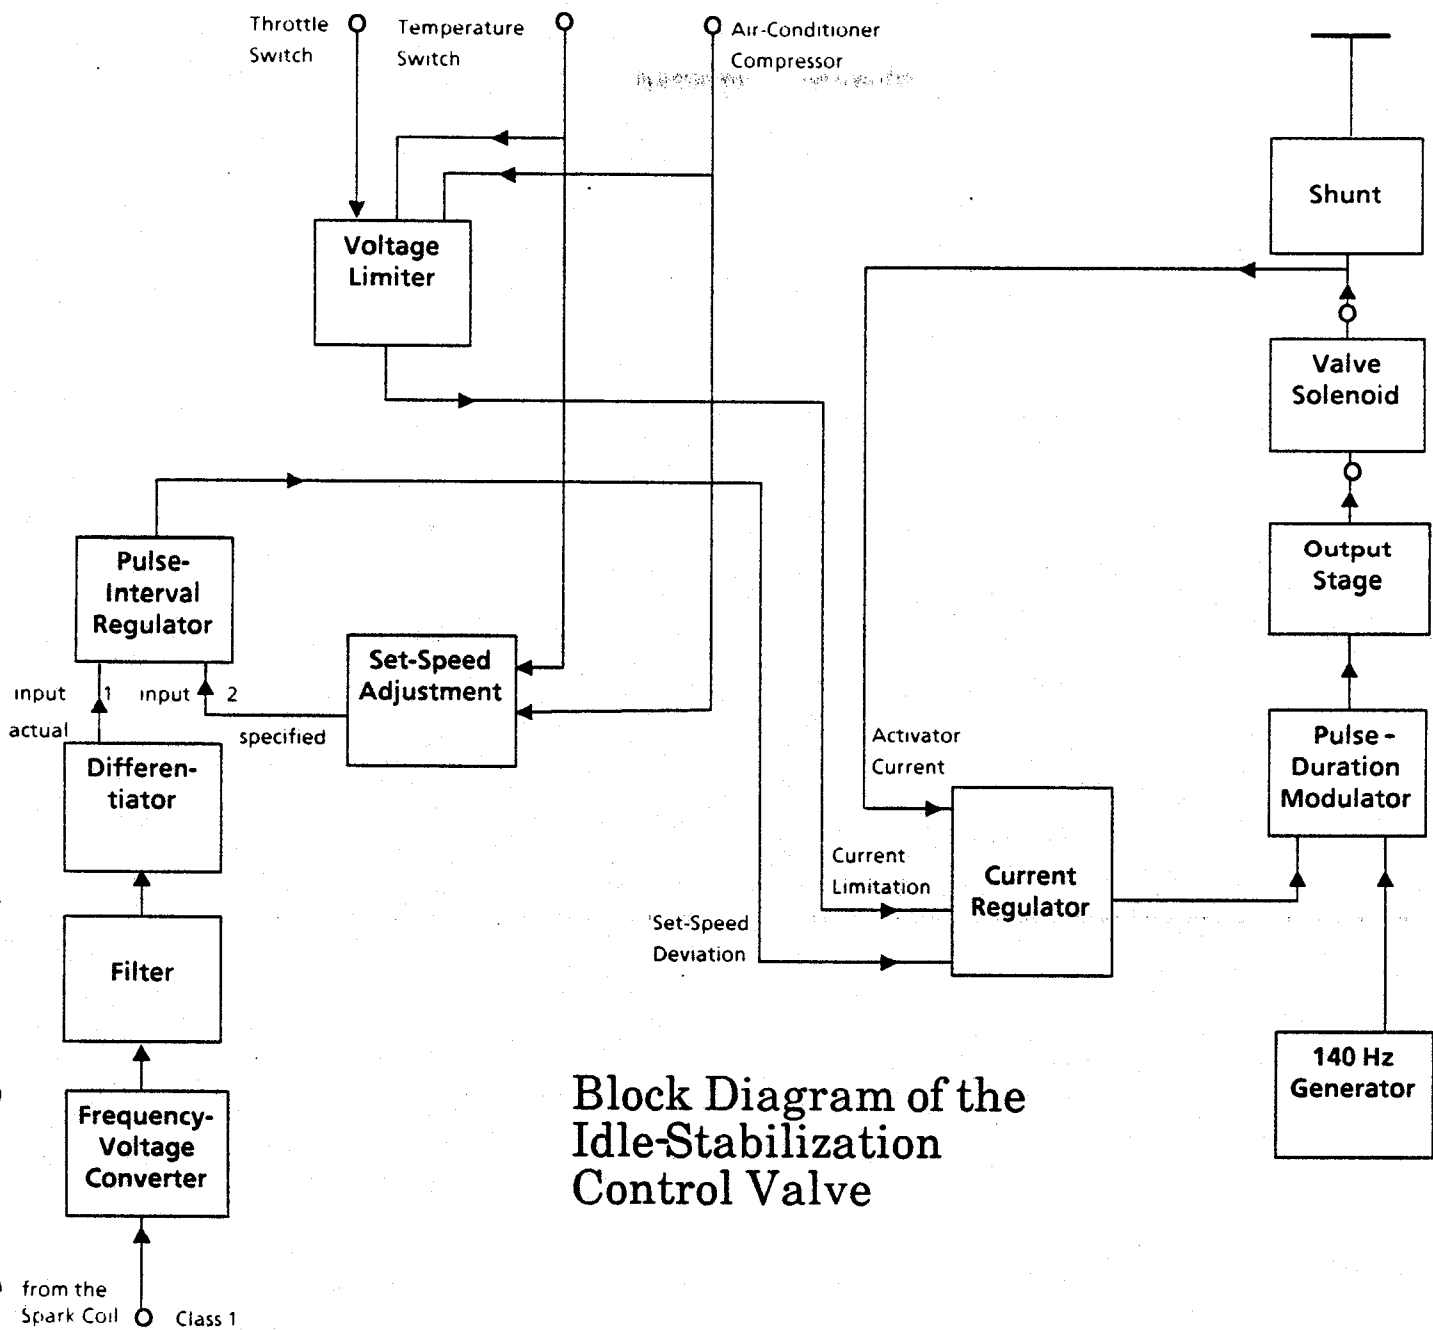 Throttle
Switch
Temperature
Switch
Air-Conditioner
Compressor
Shunt
Voltage
Limiter
Valve
Solenoid
Output
Stage
Pulse-
Interval
Regulator
Set-Speed
Adjustment
input 1 input 2
actual
specified
Differen-
tiator
Activator
Current
Pulse-
Duration
Modulator
Current
Limitation
Current
Regulator
Set-Speed
Deviation
Filter
140 Hz
Generator
Frequency-
Voltage
Converter
Block Diagram of the
Idle-Stabilization
Control Valve
from the
Spark Coil
Class 1